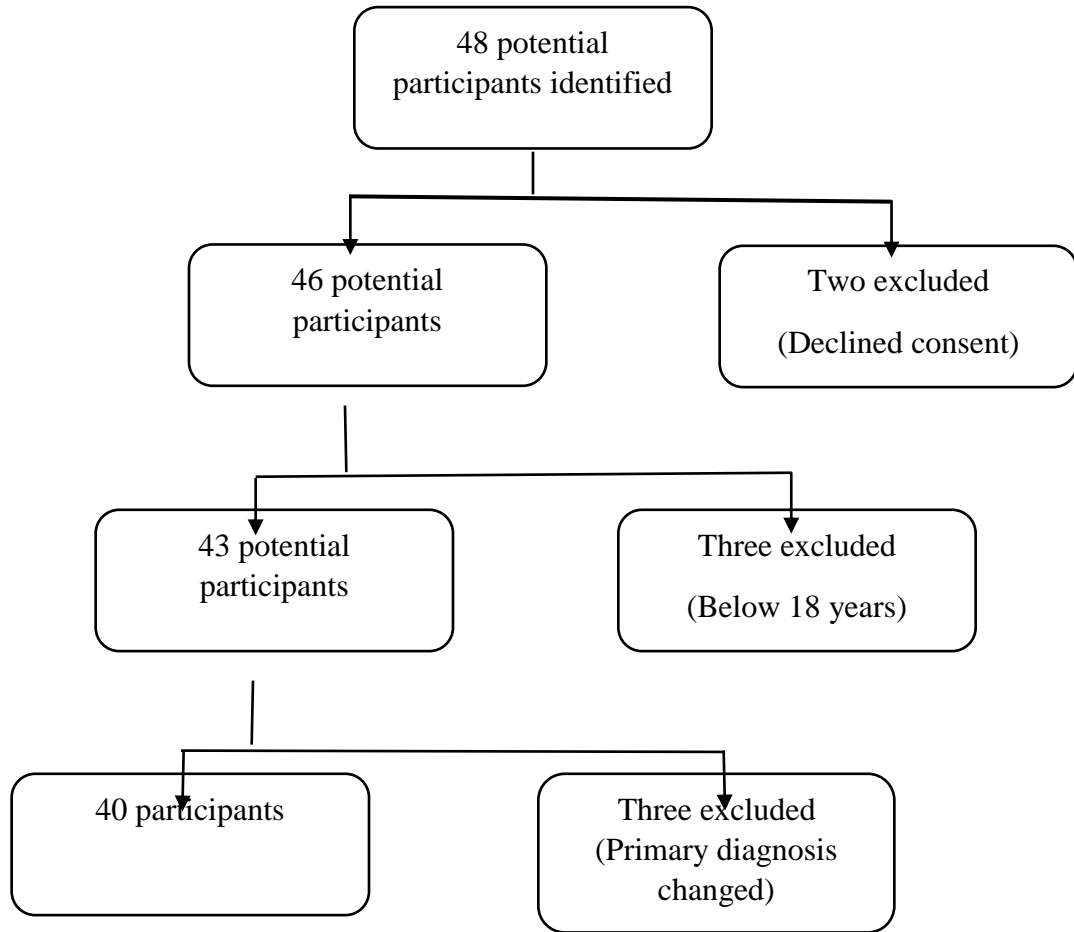 48 potential
participants identified
46 potential
participants
Two excluded
(Declined consent)
43 potential
participants
Three excluded
(Below 18 years)
40 participants
Three excluded
(Primary diagnosis
changed)